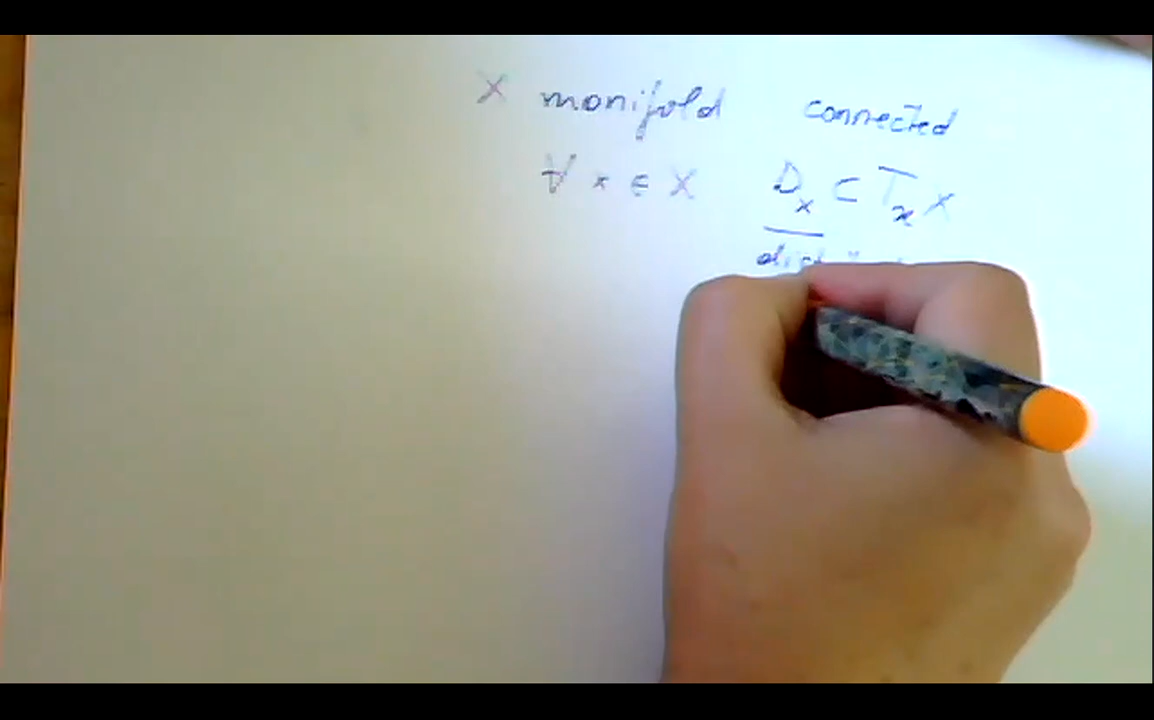 X manifold connected
∀ x ∈ X D_x ⊂ T_x X